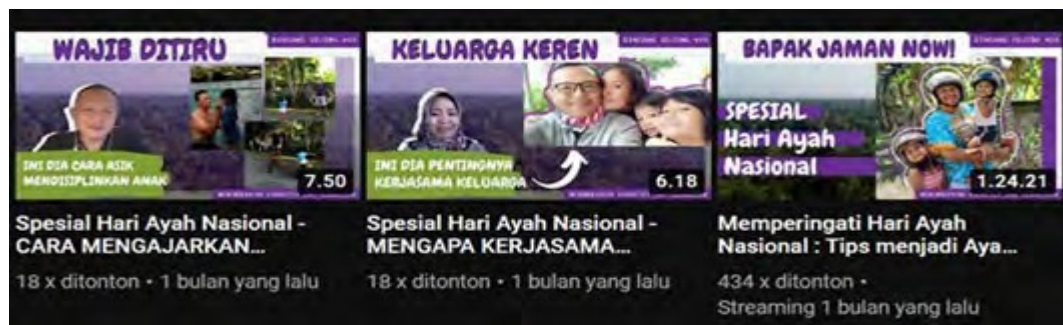 WAJIB DITIRU
INI DIA CARA ASIK
MENDISIPLINKAN ANAK
7.50
Spesial Hari Ayah Nasional -
CARA MENGAJARKAN...
18 x ditonton • 1 bulan yang lalu
KELUARGA KEREN
INI DIA PENTINGNYA
KERJASAMA KELUARGA
6.18
Spesial Hari Ayah Nasional -
MENGAPA KERJASAMA...
18 x ditonton • 1 bulan yang lalu
BAPAK JAMAN NOW!
SPESIAL
Hari Ayah
Nasional
1.24.21
Memperingati Hari Ayah
Nasional : Tips menjadi Aya...
434 x ditonton •
Streaming 1 bulan yang lalu